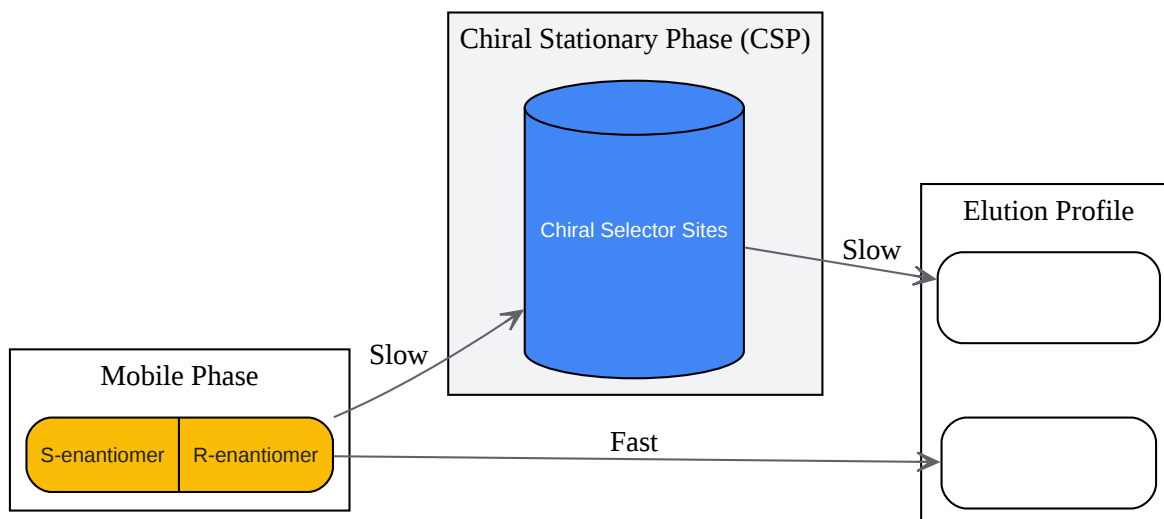 Chiral Stationary Phase (CSP)
Chiral Selector Sites
Elution Profile
Slow
Slow
Mobile Phase
S-enantiomer
R-enantiomer
Fast